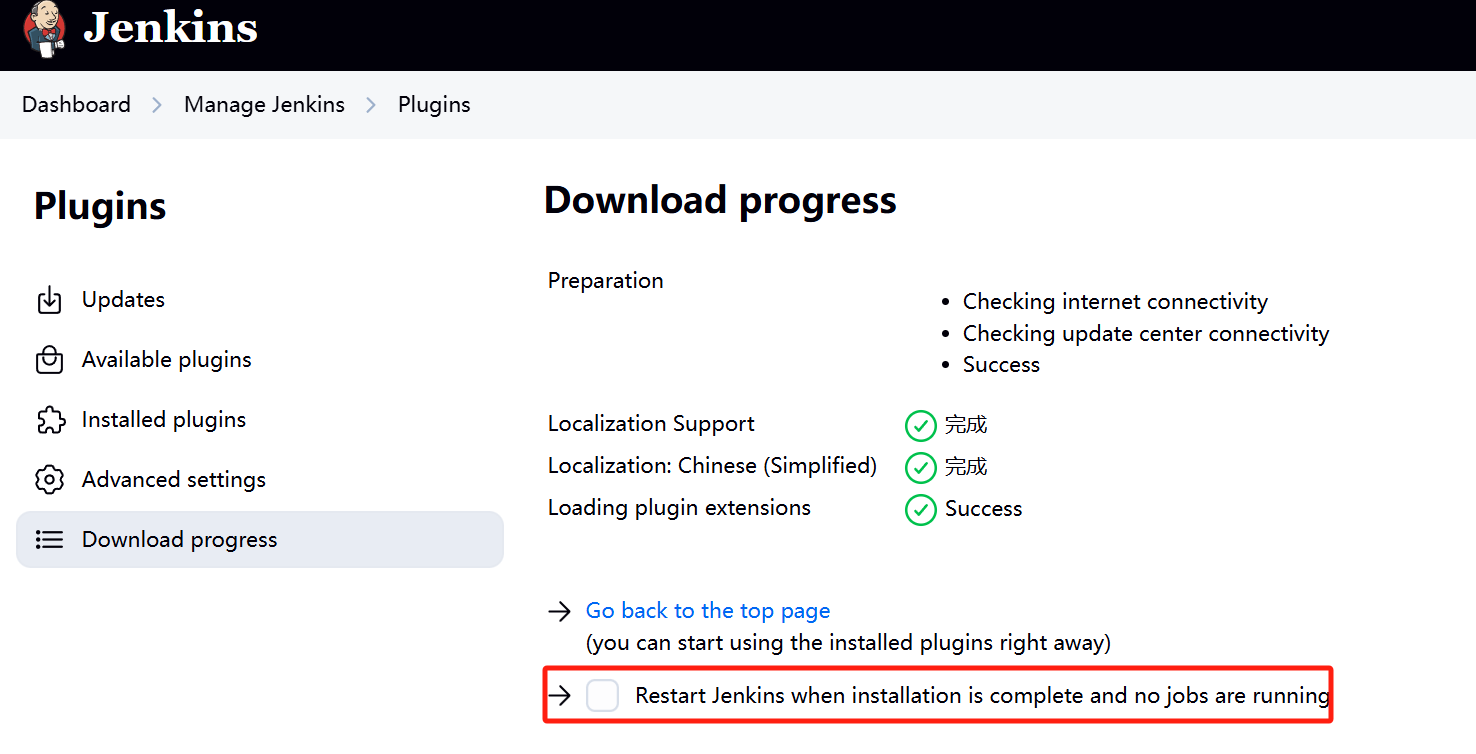 Jenkins
Dashboard > Manage Jenkins > Plugins
Plugins
Updates
Available plugins
Installed plugins
Advanced settings
Download progress
Download progress
Preparation
Checking internet connectivity
Checking update center connectivity
Success
Localization Support 完成
Localization: Chinese (Simplified) 完成
Loading plugin extensions Success
Go back to the top page
(you can start using the installed plugins right away)
Restart Jenkins when installation is complete and no jobs are running